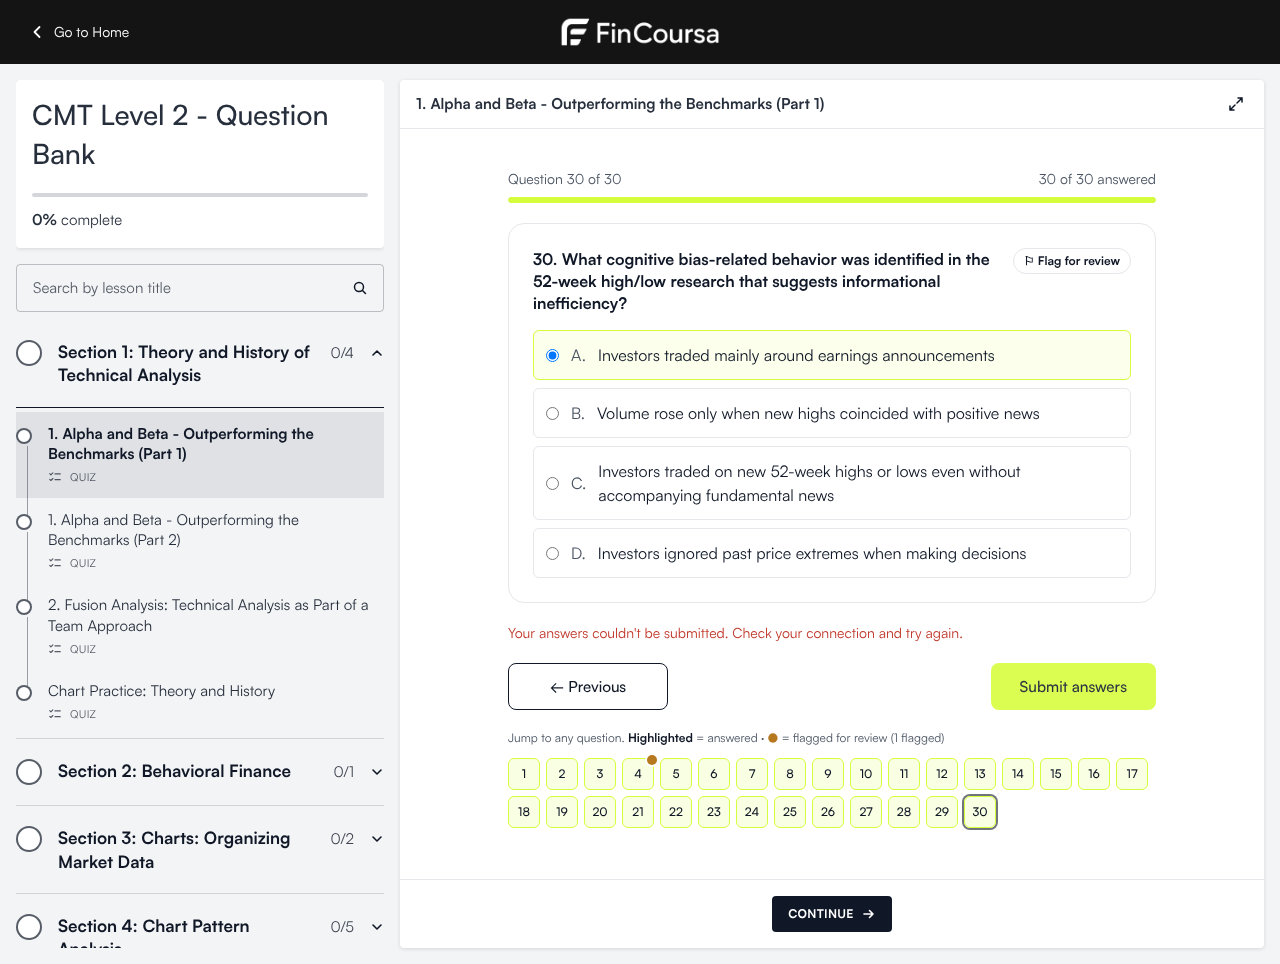 Go to Home
FinCoursa
CMT Level 2 - Question
Bank
0% complete
Search by lesson title
Section 1: Theory and History of
Technical Analysis
0/4
1. Alpha and Beta - Outperforming the
Benchmarks (Part 1)
QUIZ
1. Alpha and Beta - Outperforming the
Benchmarks (Part 2)
QUIZ
2. Fusion Analysis: Technical Analysis as Part of a
Team Approach
QUIZ
Chart Practice: Theory and History
QUIZ
Section 2: Behavioral Finance
0/1
Section 3: Charts: Organizing
Market Data
0/2
Section 4: Chart Pattern
Analysis
0/5
1. Alpha and Beta - Outperforming the Benchmarks (Part 1)
Question 30 of 30
30 of 30 answered
30. What cognitive bias-related behavior was identified in the
52-week high/low research that suggests informational
inefficiency?
Flag for review
A. Investors traded mainly around earnings announcements
B. Volume rose only when new highs coincided with positive news
C. Investors traded on new 52-week highs or lows even without
accompanying fundamental news
D. Investors ignored past price extremes when making decisions
Your answers couldn't be submitted. Check your connection and try again.
← Previous
Submit answers
Jump to any question. Highlighted = answered · = flagged for review (1 flagged)
1 2 3 4 5 6 7 8 9 10 11 12 13 14 15 16 17
18 19 20 21 22 23 24 25 26 27 28 29 30
CONTINUE →